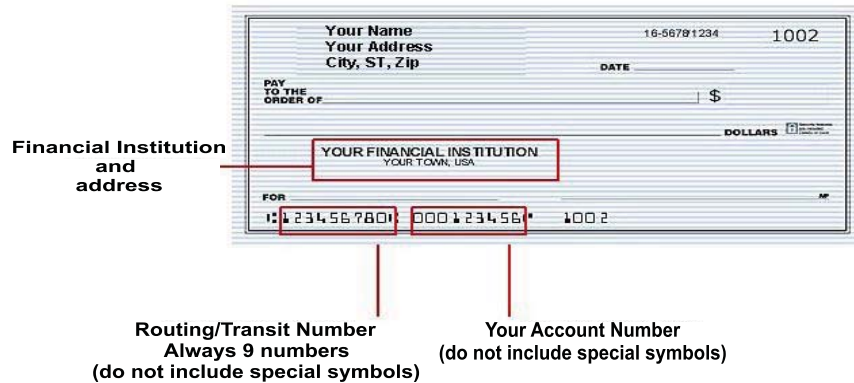 Your Name
Your Address
City, ST, Zip
16-5678/1234
1002
DATE
PAY
TO THE
ORDER OF
$
DOLLARS
Financial Institution
and
address
YOUR FINANCIAL INSTITUTION
YOUR TOWN, USA
FOR
MP
⑆123456780⑆ 000123456⑈ 1002
Routing/Transit Number
Always 9 numbers
(do not include special symbols)
Your Account Number
(do not include special symbols)